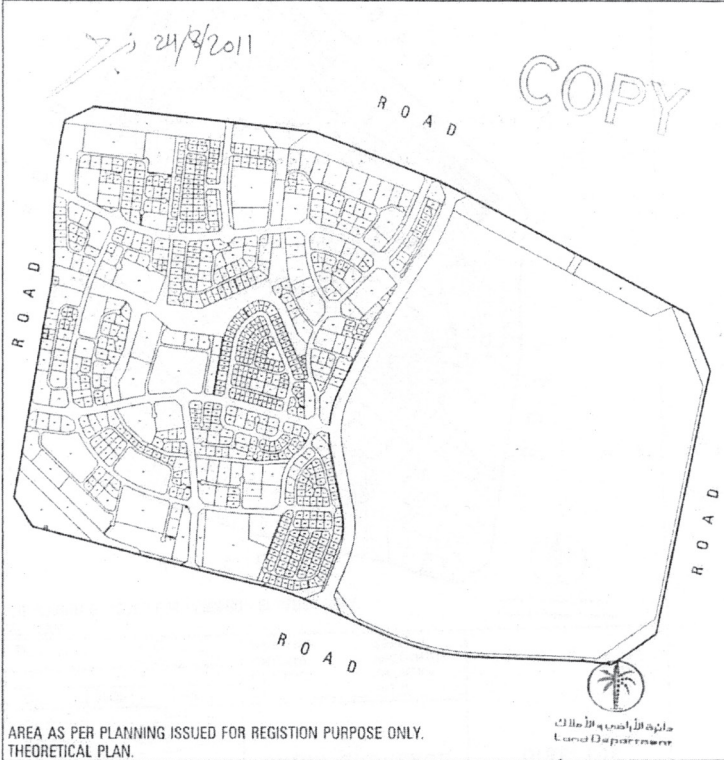 24/8/2011
COPY
ROAD
ROAD
ROAD
ROAD
دائرة الأراضي والأملاك
Land Department
AREA AS PER PLANNING ISSUED FOR REGISTION PURPOSE ONLY.
THEORETICAL PLAN.